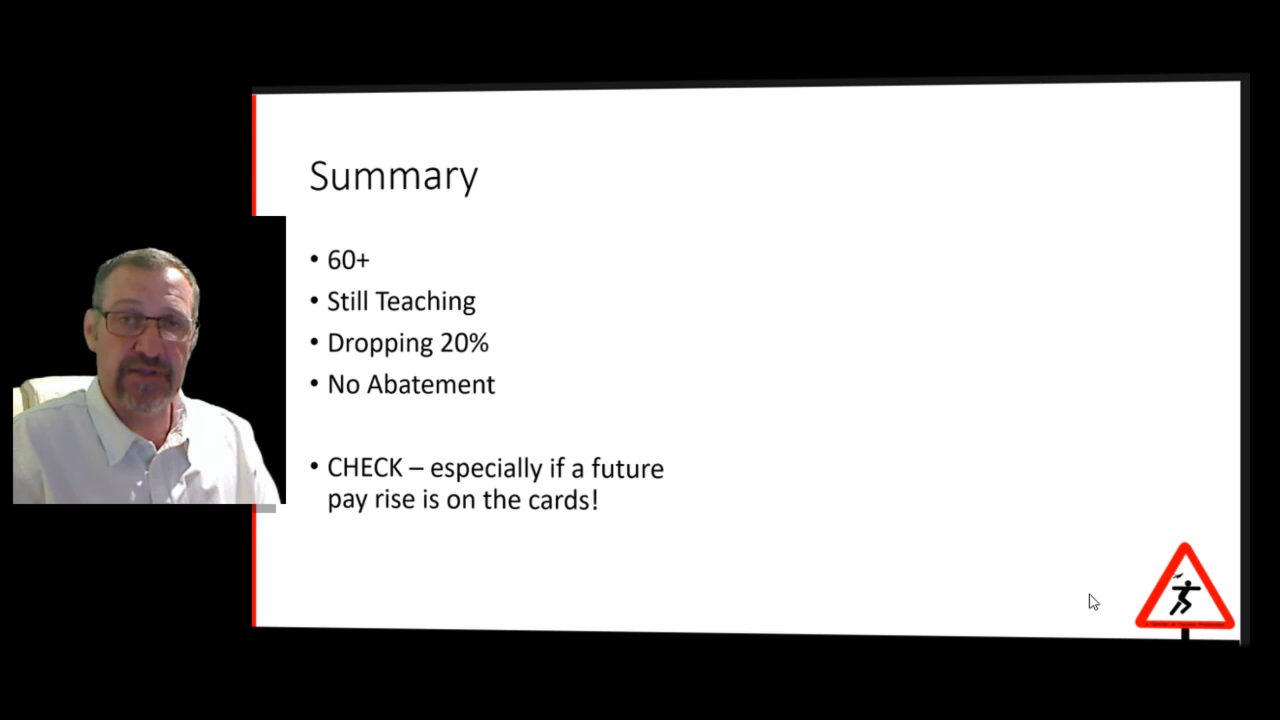 Summary
• 60+
• Still Teaching
• Dropping 20%
• No Abatement
• CHECK – especially if a future
pay rise is on the cards!